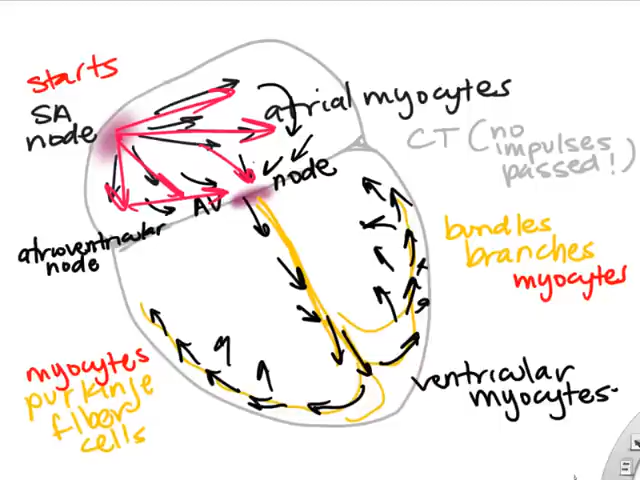 starts
SA
node
atrial myocytes
CT (no
impulses
passed!)
AV node
atrioventricular
node
bundles
branches
myocytes
myocytes
purkinje
fiber
cells
ventricular
myocytes